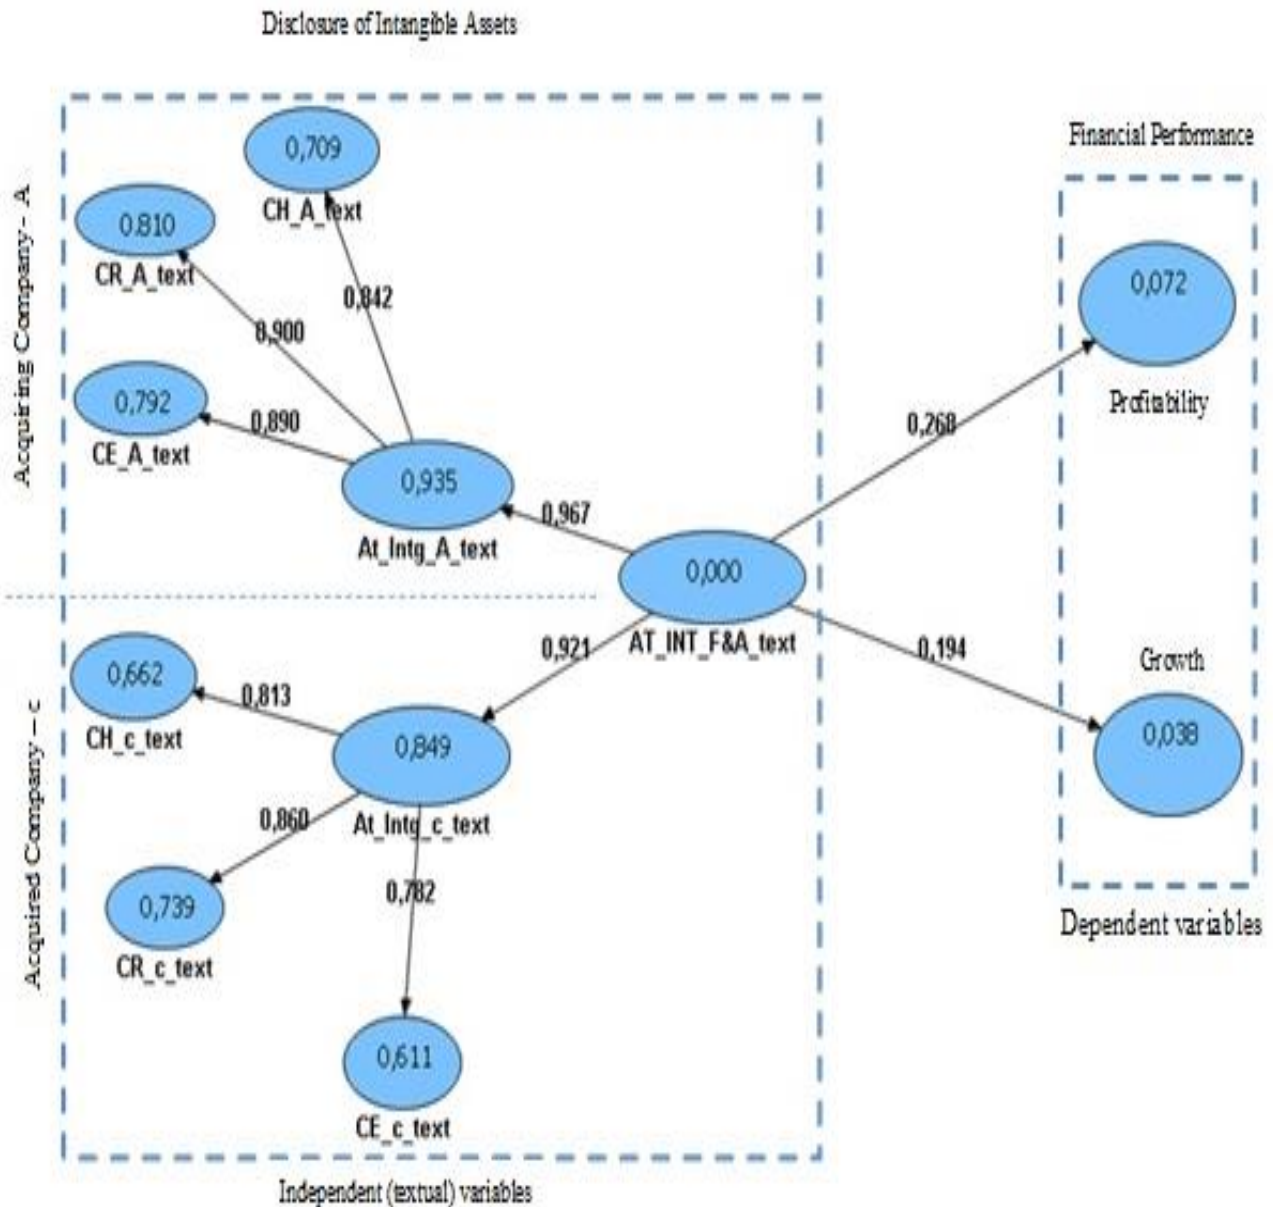 Disclosure of Intangible Assets
Financial Performance
Acquiring Company - A
0,709
CH_A_text
0.810
CR_A_text
0,842
0,900
0,792
CE_A_text
0,890
0,935
At_Intg_A_text
0,967
0,000
AT_INT_F&A_text
0,072
Profitability
0,268
0,194
Growth
0,038
Dependent variables
Acquired Company – c
0,921
0,662
CH_c_text
0,813
0,849
At_Intg_c_text
0,860
0,739
CR_c_text
0,782
0,611
CE_c_text
Independent (textual) variables